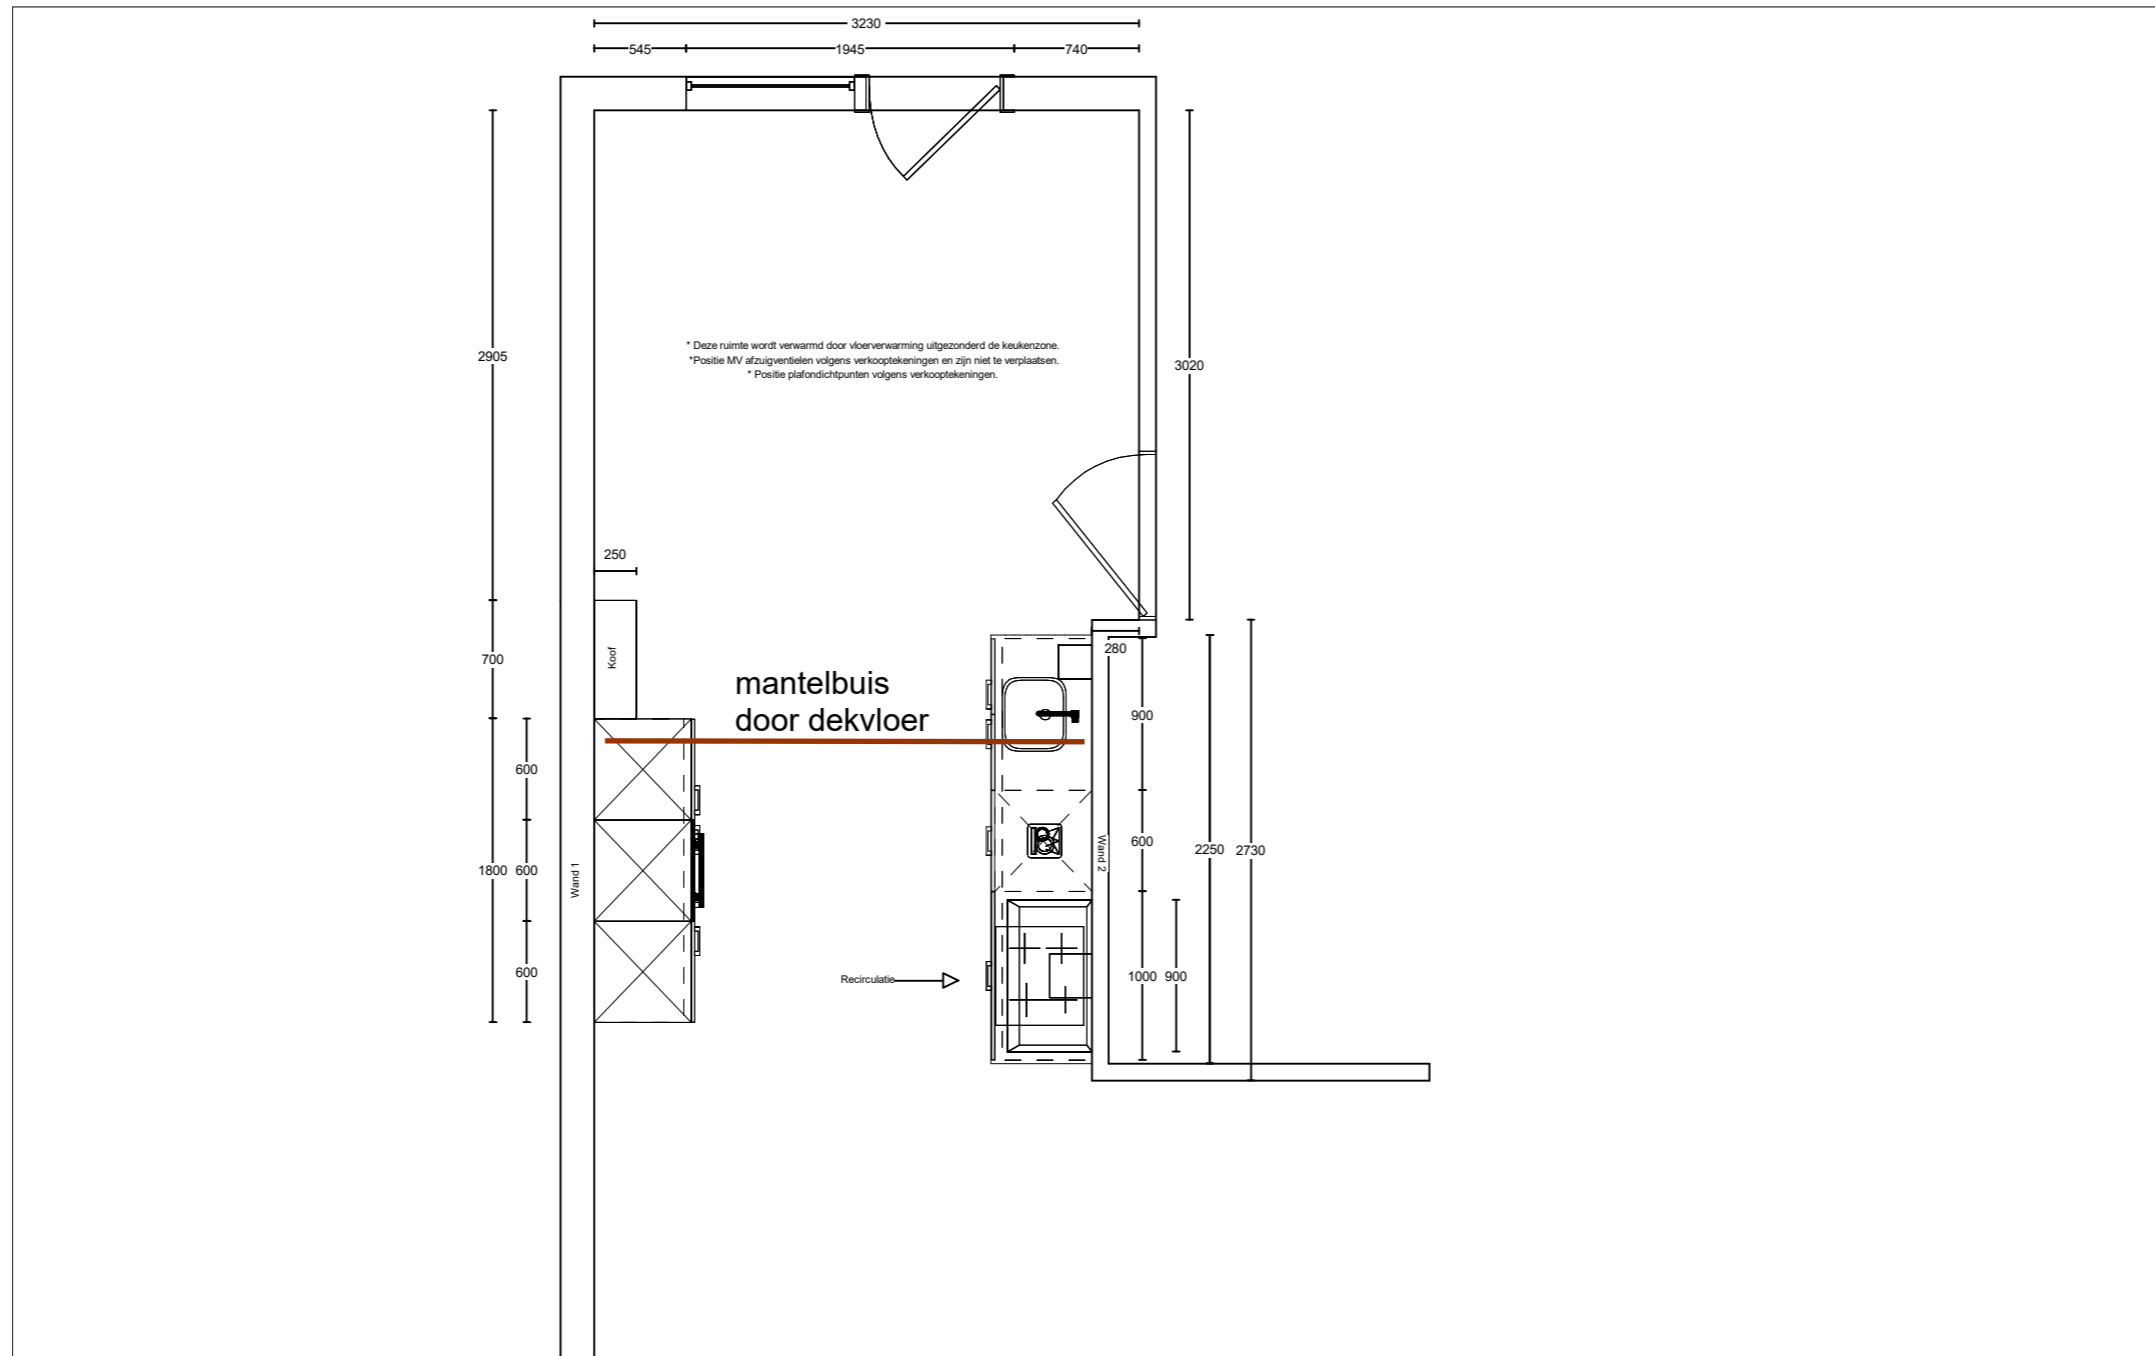 3230
545
1945
740
* Deze ruimte wordt verwarmd door vloerverwarming uitgezonderd de keukenzone.
*Positie MV afzuigventielen volgens verkooptekeningen en zijn niet te verplaatsen.
* Positie plafondlichtpunten volgens verkooptekeningen.
2905
3020
250
700
Koof
280
mantelbuis
door dekvloer
900
600
1800
600
Wand 1
600
Wand 2
600
2250
2730
Recirculatie
1000
900